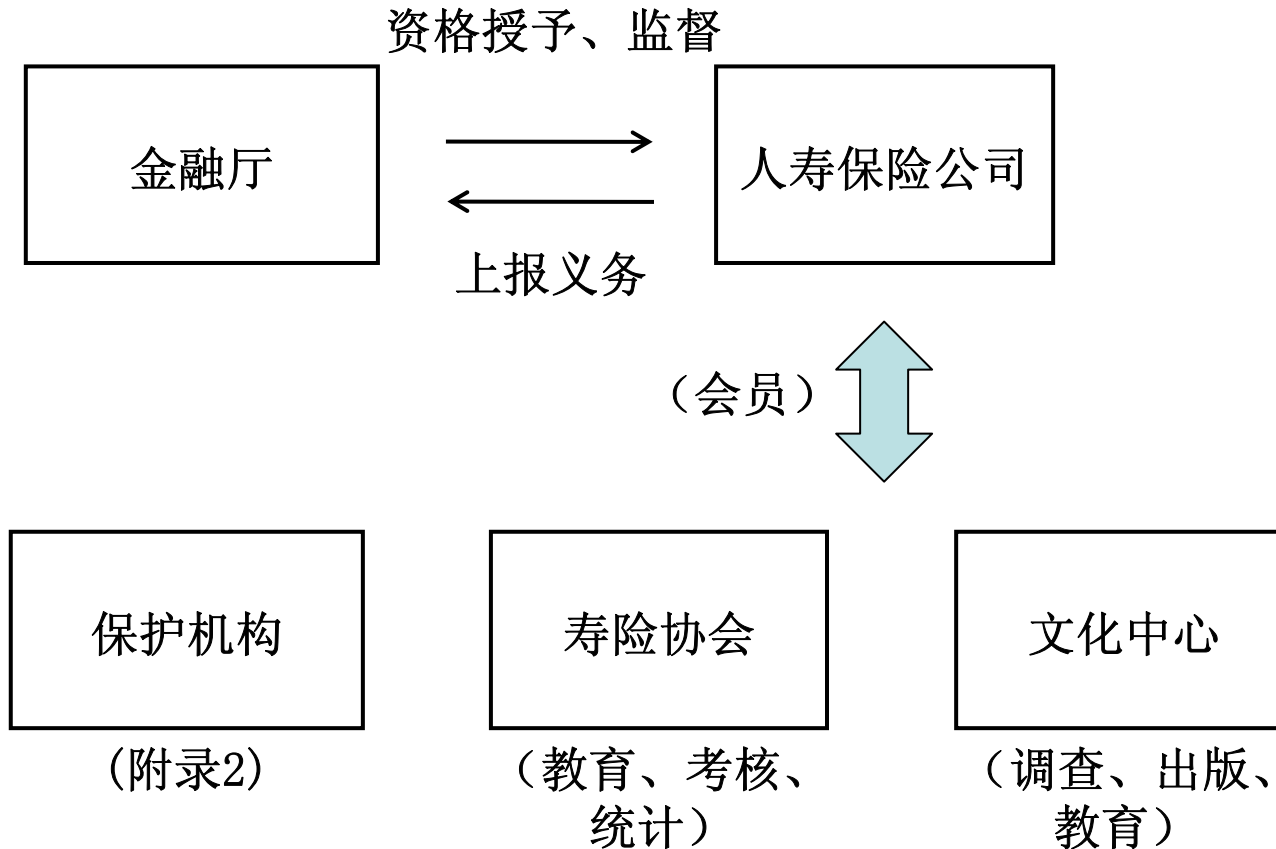 资格授予、监督
金融厅
人寿保险公司
上报义务
（会员）
保护机构
寿险协会
文化中心
(附录2)
（教育、考核、
统计）
（调查、出版、
教育）